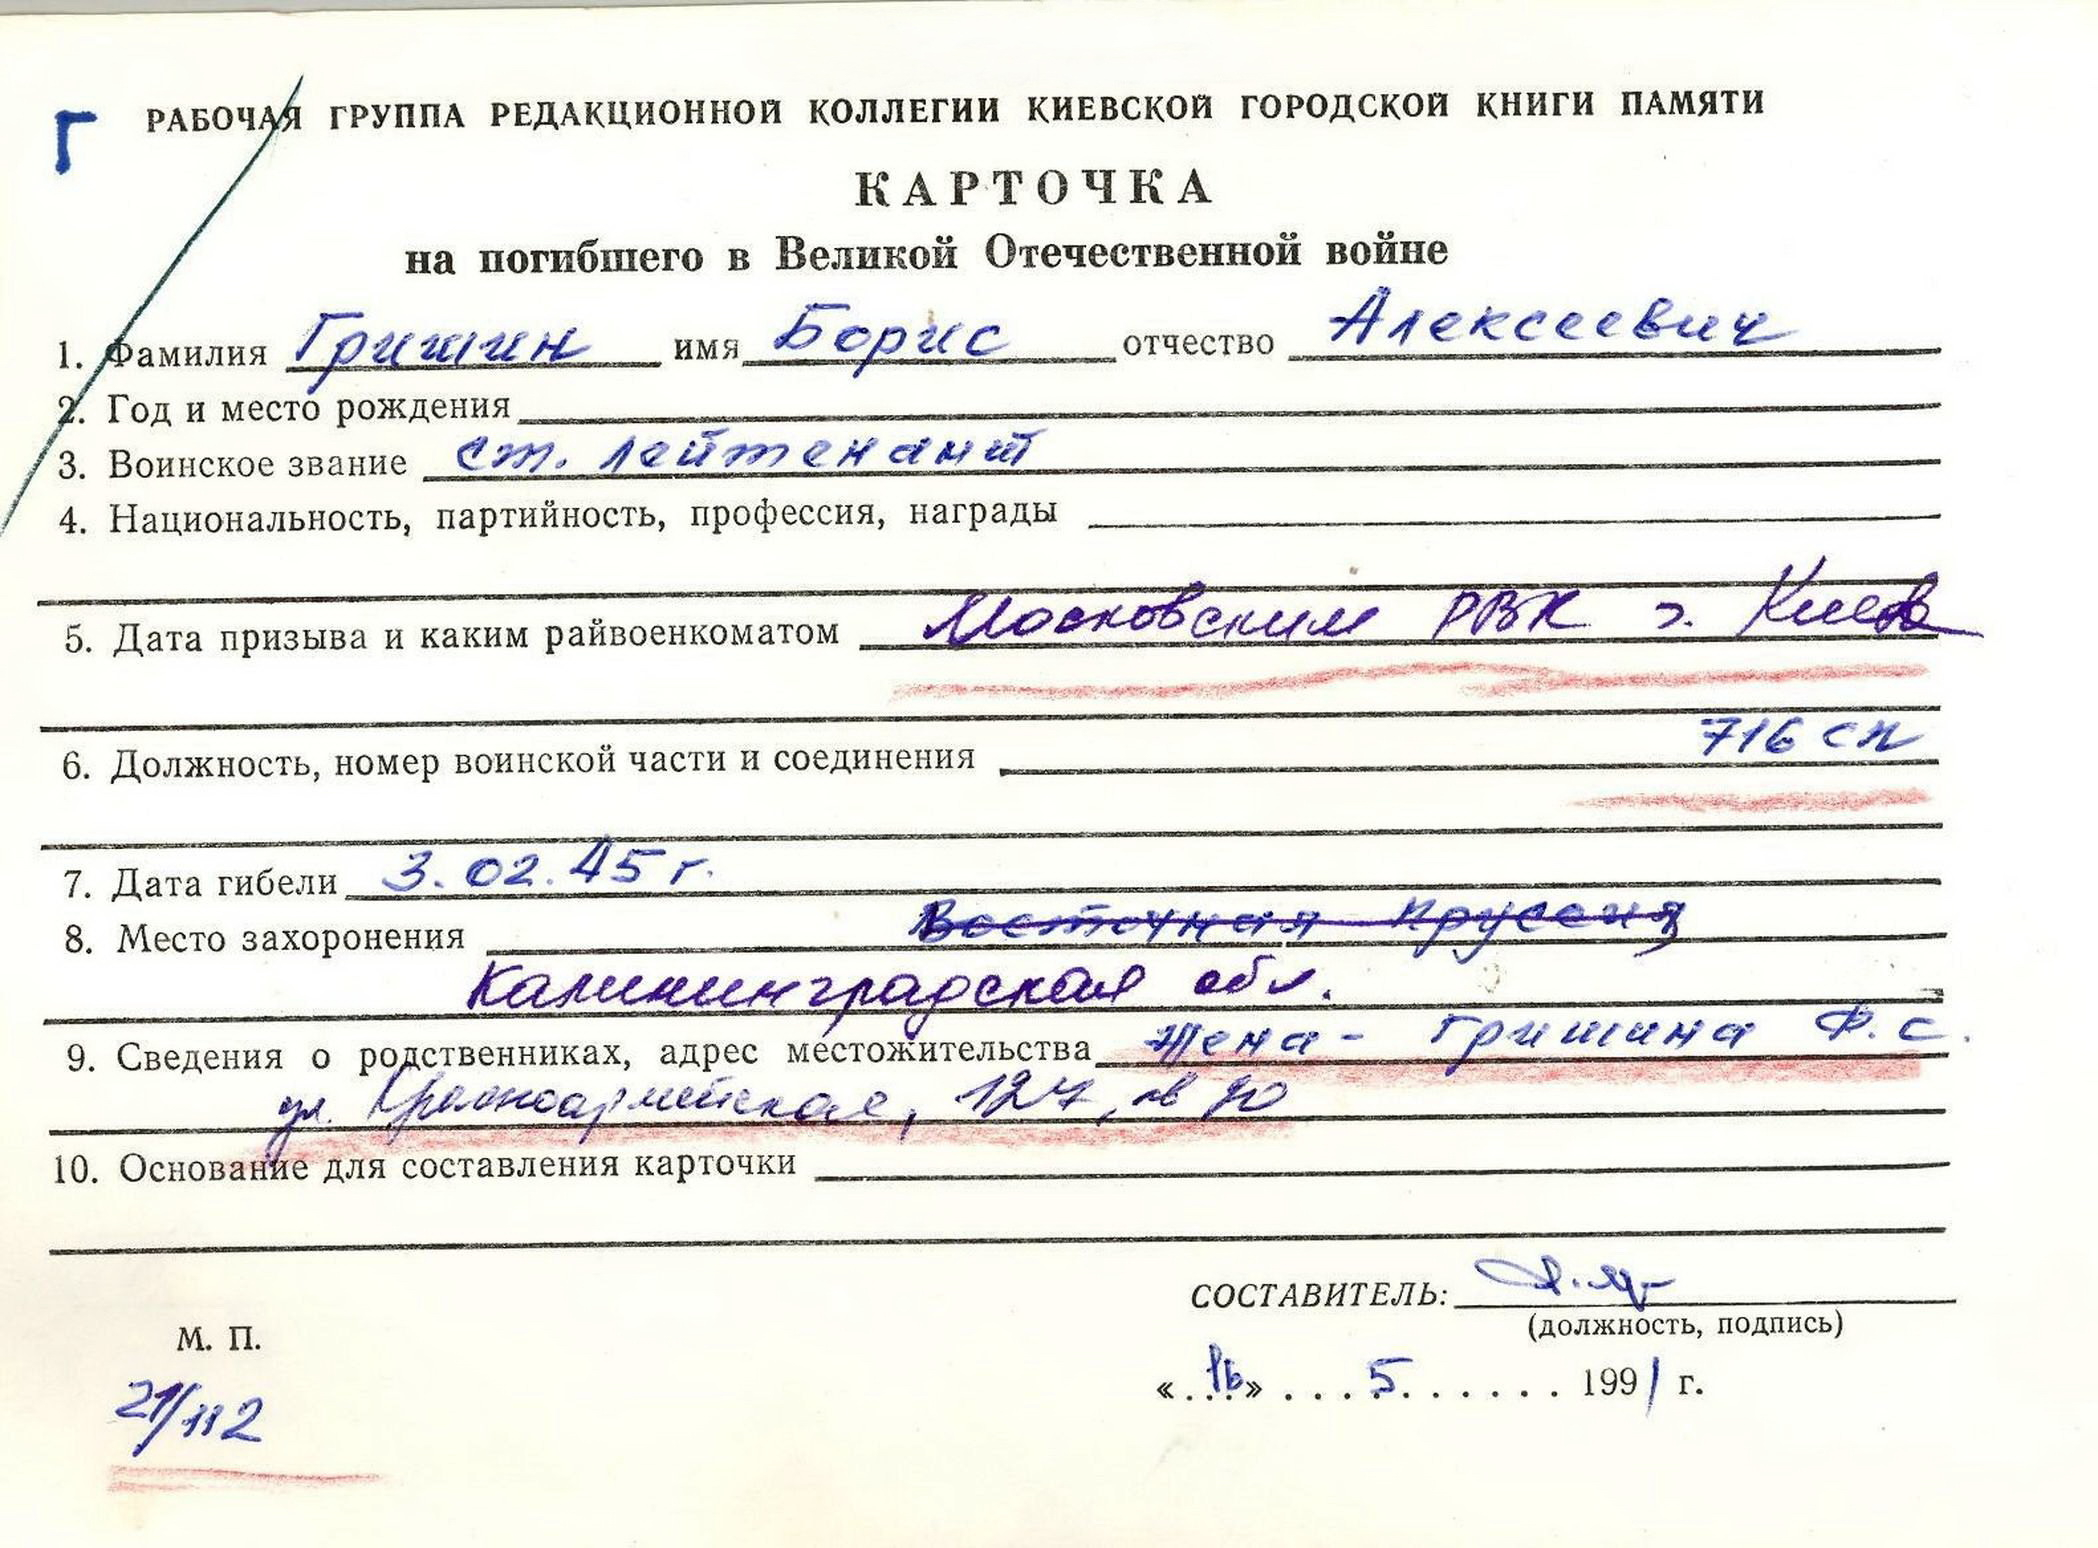 Г
РАБОЧАЯ ГРУППА РЕДАКЦИОННОЙ КОЛЛЕГИИ КИЕВСКОЙ ГОРОДСКОЙ КНИГИ ПАМЯТИ
КАРТОЧКА
на погибшего в Великой Отечественной войне
1. Фамилия Гришин имя Борис отчество Алексеевич
2. Год и место рождения
3. Воинское звание ст. лейтенант
4. Национальность, партийность, профессия, награды
5. Дата призыва и каким райвоенкоматом Московским РВК г. Киева
6. Должность, номер воинской части и соединения 716 сп
7. Дата гибели 3.02.45 г.
8. Место захоронения Восточная Пруссия
Калининградская обл.
9. Сведения о родственниках, адрес местожительства Жена - Гришина Ф. С.
ул. Красноармейская, 127, кв 90
10. Основание для составления карточки
СОСТАВИТЕЛЬ:
(должность, подпись)
М. П.
«16» 5 1991 г.
21/112